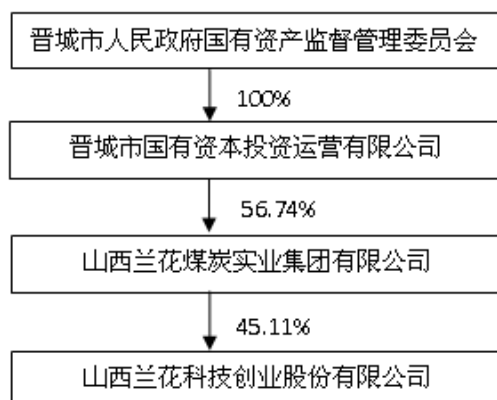 晋城市人民政府国有资产监督管理委员会
100%
晋城市国有资本投资运营有限公司
56.74%
山西兰花煤炭实业集团有限公司
45.11%
山西兰花科技创业股份有限公司